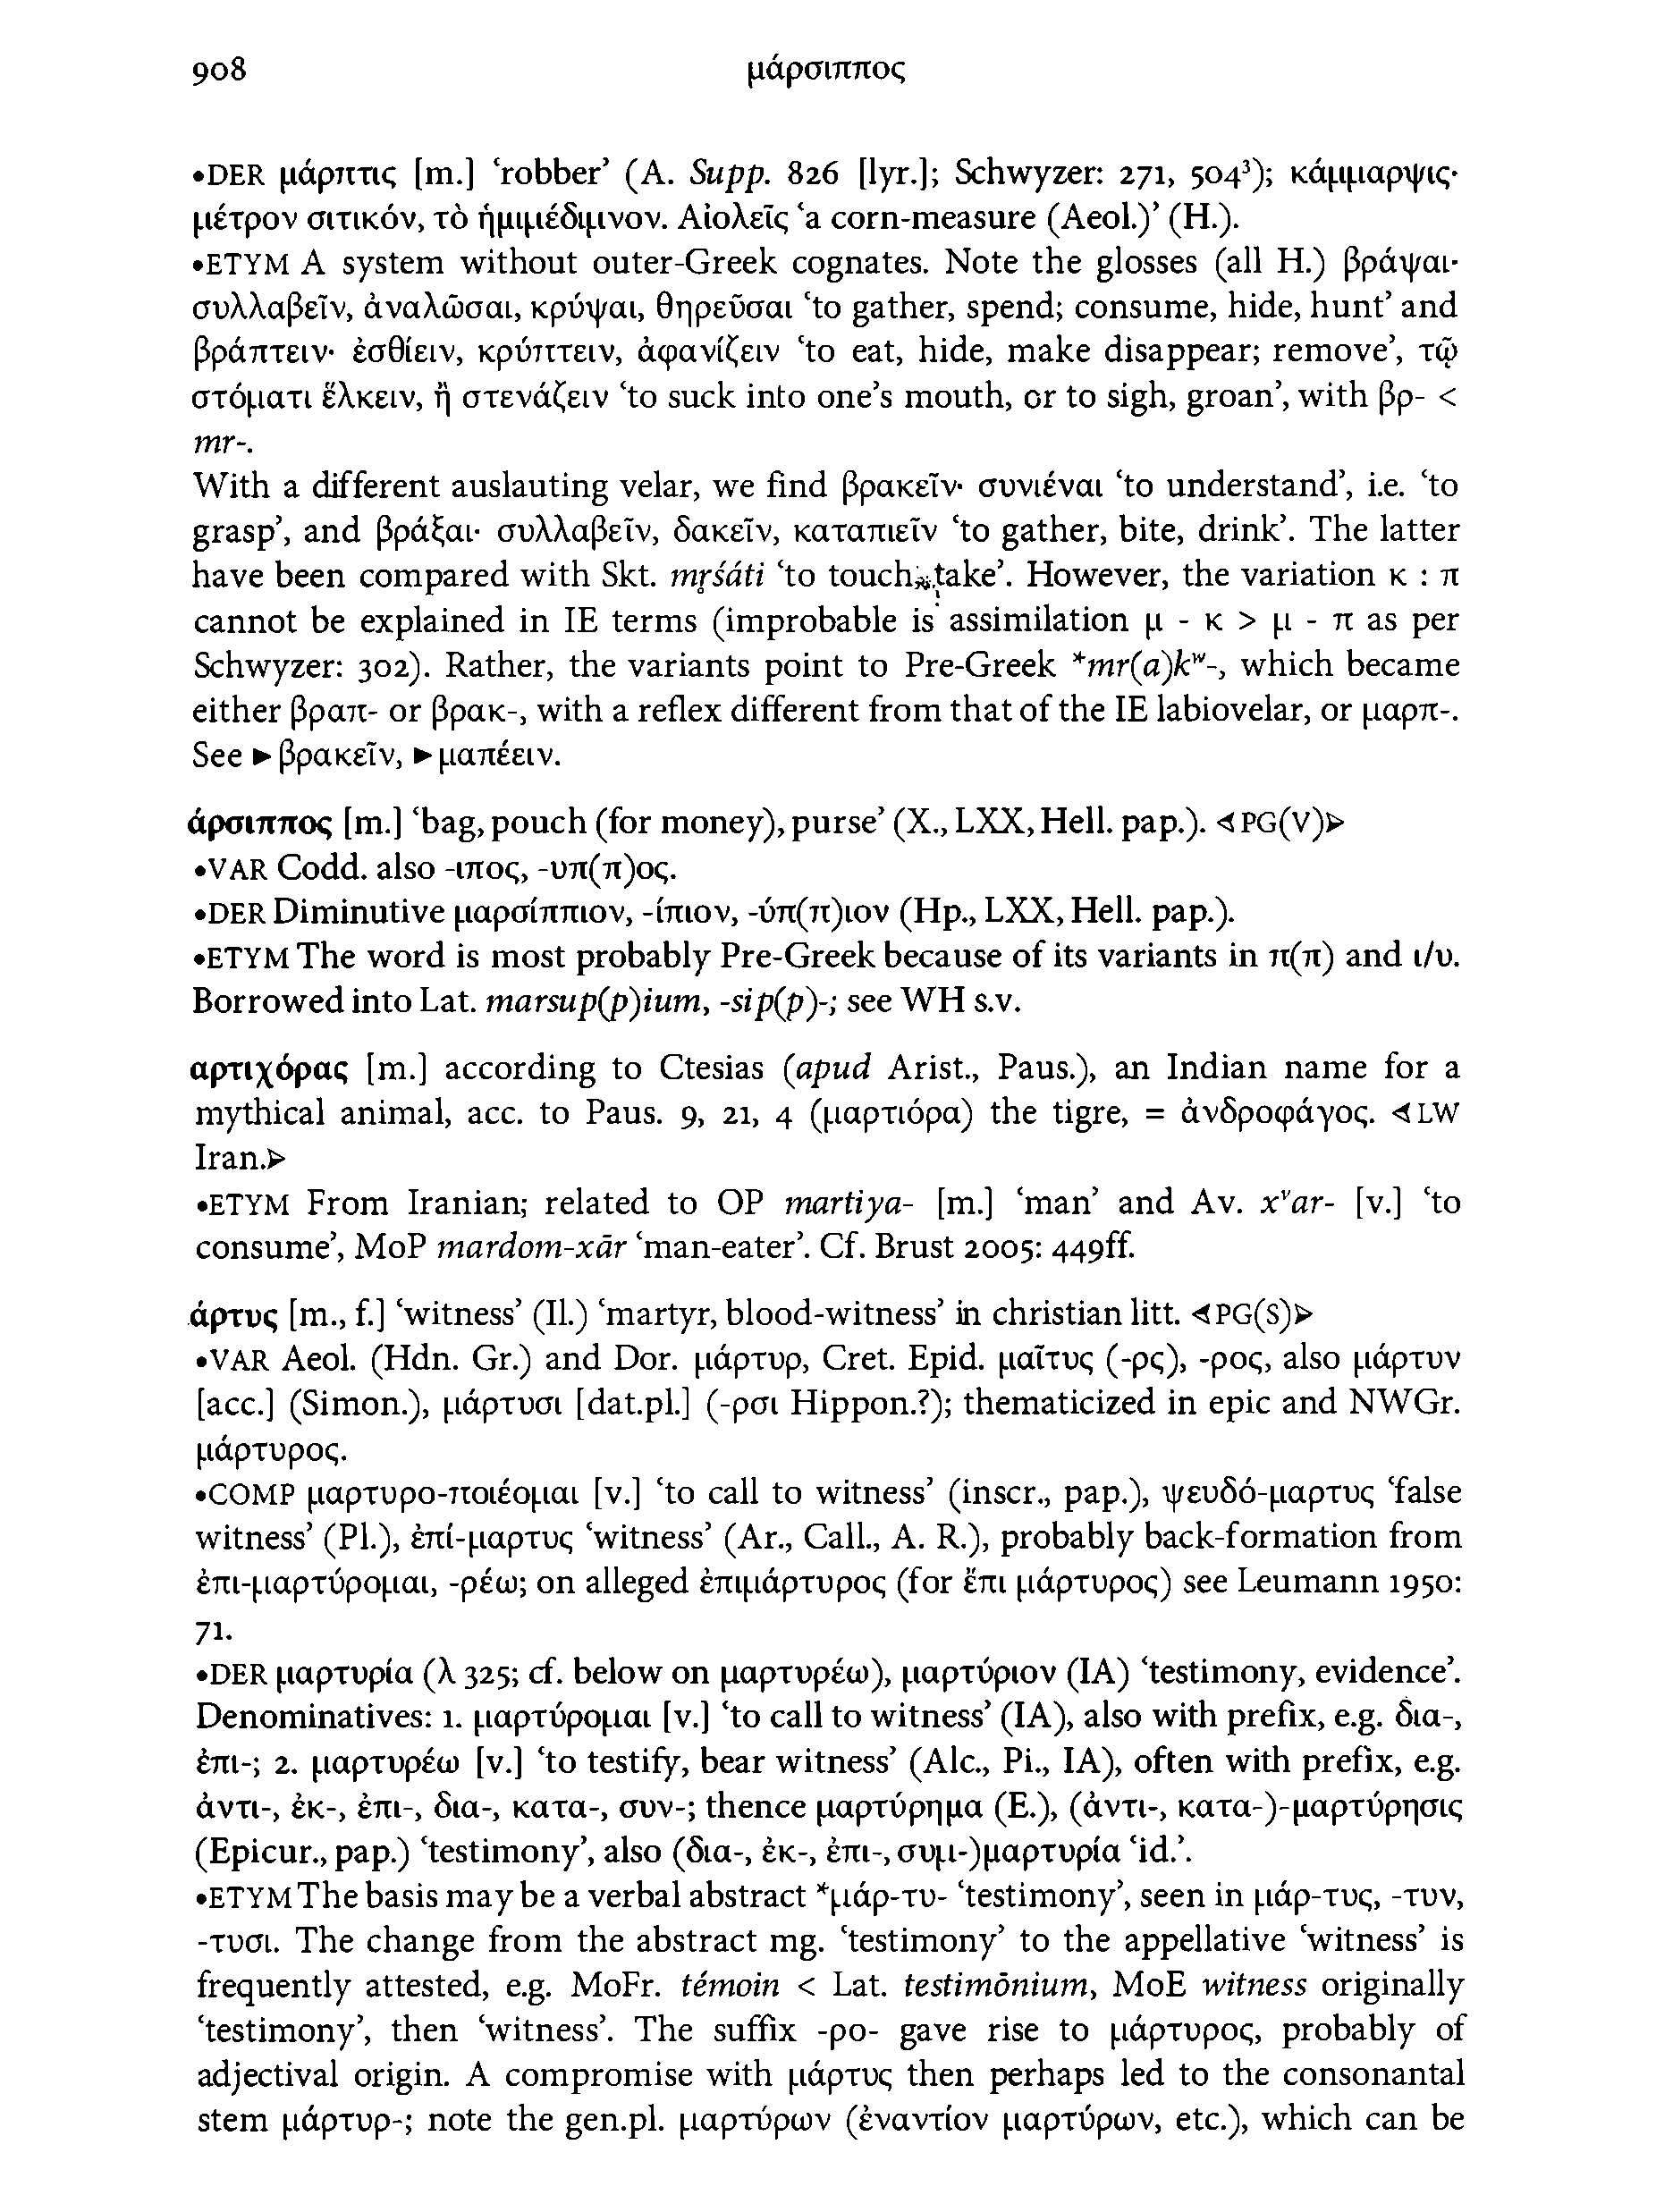 908 μάρσιππος
•DER μάρπτις [m.] ‘robber’ (A. Supp. 826 [lyr.]; Schwyzer: 271, 504³); κάμμαρψις·
μέτρον σιτικόν, τὸ ἡμιμέδιμνον. Αἰολεῖς ‘a corn-measure (Aeol.)’ (H.).
•ETYM A system without outer-Greek cognates. Note the glosses (all H.) βράψαι·
συλλαβεῖν, ἀναλῶσαι, κρύψαι, θηρεῦσαι ‘to gather, spend; consume, hide, hunt’ and
βράπτειν· ἐσθίειν, κρύπτειν, ἀφανίζειν ‘to eat, hide, make disappear; remove’, τῷ
στόματι ἕλκειν, ἢ στενάζειν ‘to suck into one’s mouth, or to sigh, groan’, with βρ- <
mr-.
With a different auslauting velar, we find βρακεῖν· συνιέναι ‘to understand’, i.e. ‘to
grasp’, and βράξαι· συλλαβεῖν, δακεῖν, καταπιεῖν ‘to gather, bite, drink’. The latter
have been compared with Skt. mr̥śáti ‘to touch, take’. However, the variation κ : π
cannot be explained in IE terms (improbable is assimilation μ - κ > μ - π as per
Schwyzer: 302). Rather, the variants point to Pre-Greek *mr(a)kʷ-, which became
either βραπ- or βρακ-, with a reflex different from that of the IE labiovelar, or μαρπ-.
See ►βρακεῖν, ►μαπέειν.
άρσιππος [m.] ‘bag, pouch (for money), purse’ (X., LXX, Hell. pap.). ⊲PG(V)⊳
•VAR Codd. also -ιπος, -υπ(π)ος.
•DER Diminutive μαρσίππιον, -ίπιον, -ύπ(π)ιον (Hp., LXX, Hell. pap.).
•ETYM The word is most probably Pre-Greek because of its variants in π(π) and ι/υ.
Borrowed into Lat. marsup(p)ium, -sip(p)-; see WH s.v.
αρτιχόρας [m.] according to Ctesias (apud Arist., Paus.), an Indian name for a
mythical animal, acc. to Paus. 9, 21, 4 (μαρτιόρα) the tigre, = ἀνδροφάγος. ⊲LW
Iran.⊳
•ETYM From Iranian; related to OP martiya- [m.] ‘man’ and Av. xᵛar- [v.] ‘to
consume’, MoP mardom-xār ‘man-eater’. Cf. Brust 2005: 449ff.
άρτυς [m., f.] ‘witness’ (Il.) ‘martyr, blood-witness’ in christian litt. ⊲PG(S)⊳
•VAR Aeol. (Hdn. Gr.) and Dor. μάρτυρ, Cret. Epid. μαῖτυς (-ρς), -ρος, also μάρτυν
[acc.] (Simon.), μάρτυσι [dat.pl.] (-ρσι Hippon.?); thematicized in epic and NWGr.
μάρτυρος.
•COMP μαρτυρο-ποιέομαι [v.] ‘to call to witness’ (inscr., pap.), ψευδό-μαρτυς ‘false
witness’ (Pl.), ἐπί-μαρτυς ‘witness’ (Ar., Call., A. R.), probably back-formation from
ἐπι-μαρτύρομαι, -ρέω; on alleged ἐπιμάρτυρος (for ἔπι μάρτυρος) see Leumann 1950:
71.
•DER μαρτυρία (λ 325; cf. below on μαρτυρέω), μαρτύριον (IA) ‘testimony, evidence’.
Denominatives: 1. μαρτύρομαι [v.] ‘to call to witness’ (IA), also with prefix, e.g. δια-,
ἐπι-; 2. μαρτυρέω [v.] ‘to testify, bear witness’ (Alc., Pi., IA), often with prefix, e.g.
ἀντι-, ἐκ-, ἐπι-, δια-, κατα-, συν-; thence μαρτύρημα (E.), (ἀντι-, κατα-)-μαρτύρησις
(Epicur., pap.) ‘testimony’, also (δια-, ἐκ-, ἐπι-, συμ-)μαρτυρία ‘id.’.
•ETYM The basis may be a verbal abstract *μάρ-τυ- ‘testimony’, seen in μάρ-τυς, -τυν,
-τυσι. The change from the abstract mg. ‘testimony’ to the appellative ‘witness’ is
frequently attested, e.g. MoFr. témoin < Lat. testimōnium, MoE witness originally
‘testimony’, then ‘witness’. The suffix -ρο- gave rise to μάρτυρος, probably of
adjectival origin. A compromise with μάρτυς then perhaps led to the consonantal
stem μάρτυρ-; note the gen.pl. μαρτύρων (ἐναντίον μαρτύρων, etc.), which can be